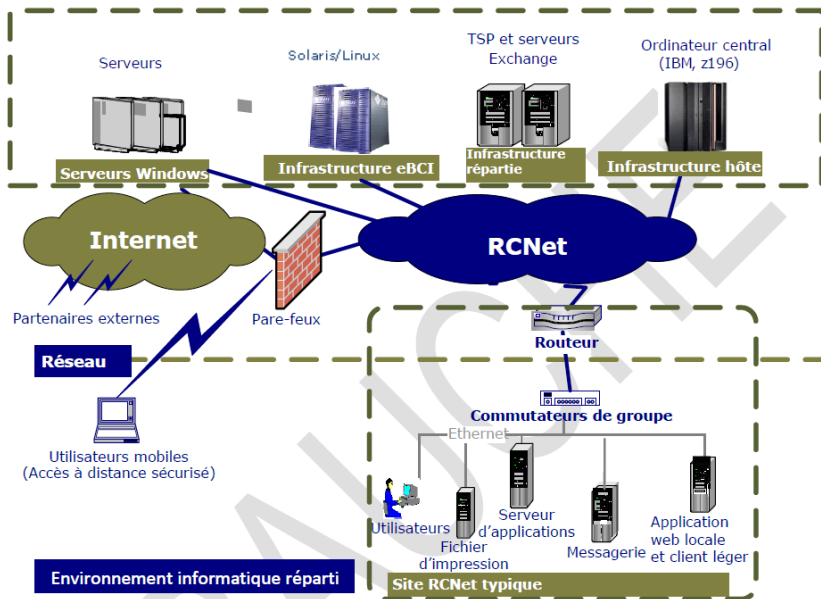 Serveurs
Solaris/Linux
TSP et serveurs
Exchange
Ordinateur central
(IBM, z196)
Serveurs Windows
Infrastructure eBCI
Infrastructure
répartie
Infrastructure hôte
Internet
RCNet
Partenaires externes
Pare-feux
Routeur
Réseau
Commutateurs de groupe
Ethernet
Utilisateurs mobiles
(Accès à distance sécurisé)
Utilisateurs
Fichier
d'impression
Serveur
d'applications
Messagerie
Application
web locale
et client léger
Environnement informatique réparti
Site RCNet typique